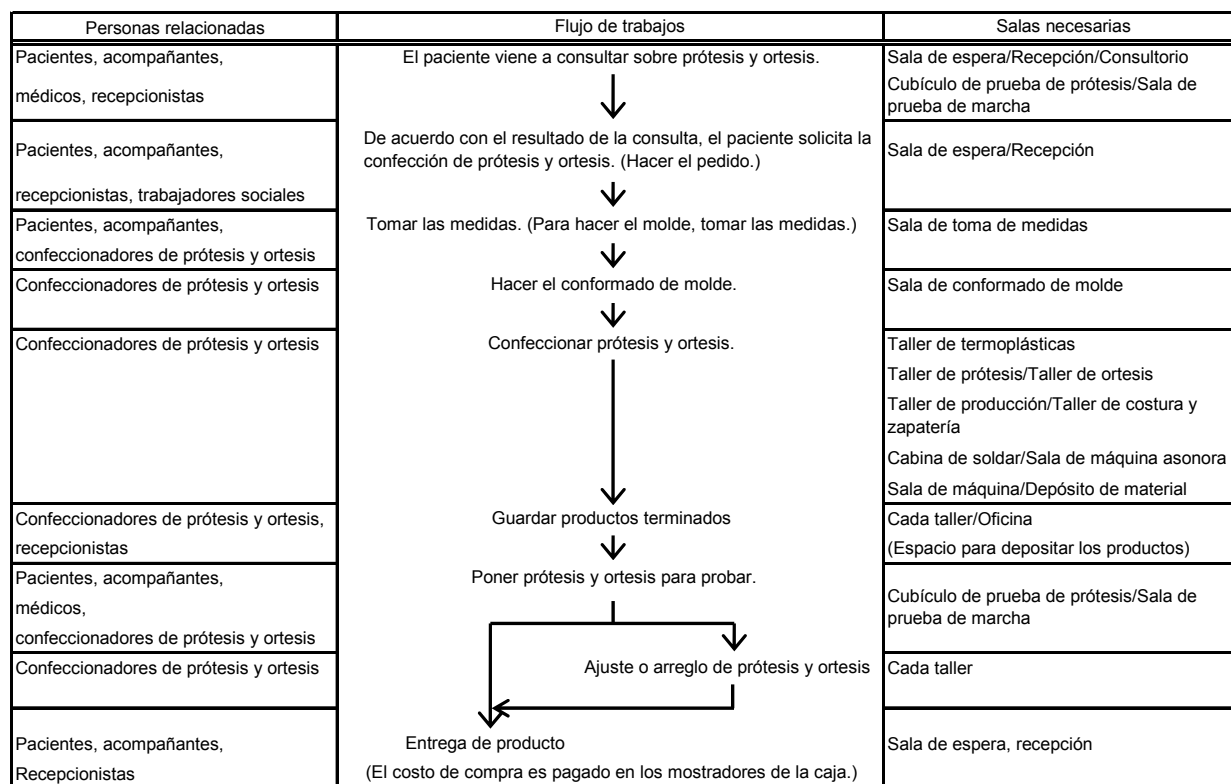 Personas relacionadas
Flujo de trabajos
Salas necesarias
Pacientes, acompañantes,
médicos, recepcionistas
El paciente viene a consultar sobre prótesis y ortesis.
Sala de espera/Recepción/Consultorio
Cubículo de prueba de prótesis/Sala de
prueba de marcha
Pacientes, acompañantes,
recepcionistas, trabajadores sociales
De acuerdo con el resultado de la consulta, el paciente solicita la
confección de prótesis y ortesis. (Hacer el pedido.)
Sala de espera/Recepción
Pacientes, acompañantes,
confeccionadores de prótesis y ortesis
Tomar las medidas. (Para hacer el molde, tomar las medidas.)
Sala de toma de medidas
Confeccionadores de prótesis y ortesis
Hacer el conformado de molde.
Sala de conformado de molde
Confeccionadores de prótesis y ortesis
Confeccionar prótesis y ortesis.
Taller de termoplásticas
Taller de prótesis/Taller de ortesis
Taller de producción/Taller de costura y
zapatería
Cabina de soldar/Sala de máquina asonora
Sala de máquina/Depósito de material
Confeccionadores de prótesis y ortesis,
recepcionistas
Guardar productos terminados
Cada taller/Oficina
(Espacio para depositar los productos)
Pacientes, acompañantes,
médicos,
confeccionadores de prótesis y ortesis
Poner prótesis y ortesis para probar.
Cubículo de prueba de prótesis/Sala de
prueba de marcha
Confeccionadores de prótesis y ortesis
Ajuste o arreglo de prótesis y ortesis
Cada taller
Pacientes, acompañantes,
Recepcionistas
Entrega de producto
(El costo de compra es pagado en los mostradores de la caja.)
Sala de espera, recepción